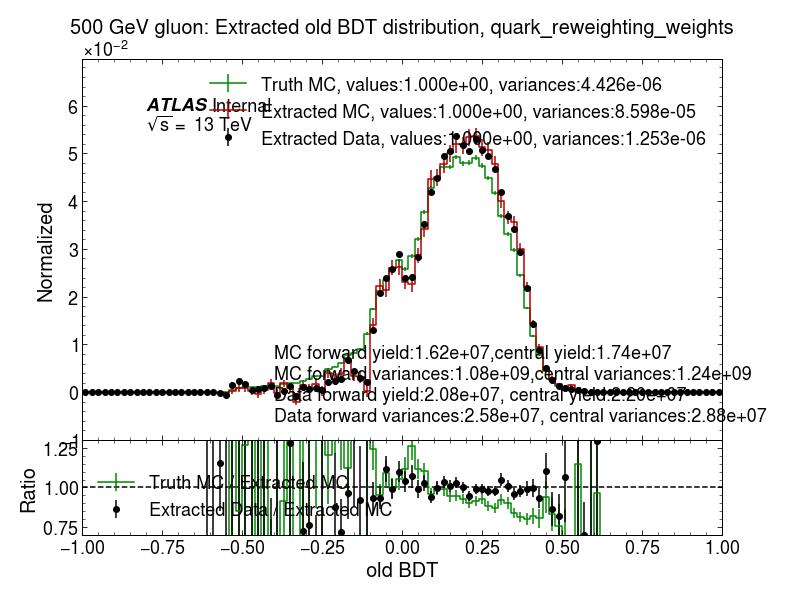 500 GeV gluon: Extracted old BDT distribution, quark_reweighting_weights
×10⁻²
Truth MC, values:1.000e+00, variances:4.426e-06
ATLAS Internal
Extracted MC, values:1.000e+00, variances:8.598e-05
√s = 13 TeV
Extracted Data, values:1.000e+00, variances:1.253e-06
6
5
4
3
2
1
0
−1
Normalized
MC forward yield:1.62e+07,central yield:1.74e+07
MC forward variances:1.08e+09,central variances:1.24e+09
Data forward yield:2.08e+07, central yield:2.20e+07
Data forward variances:2.58e+07, central variances:2.88e+07
1.25
1.00
0.75
Ratio
Truth MC / Extracted MC
Extracted Data / Extracted MC
−1.00 −0.75 −0.50 −0.25 0.00 0.25 0.50 0.75 1.00
old BDT